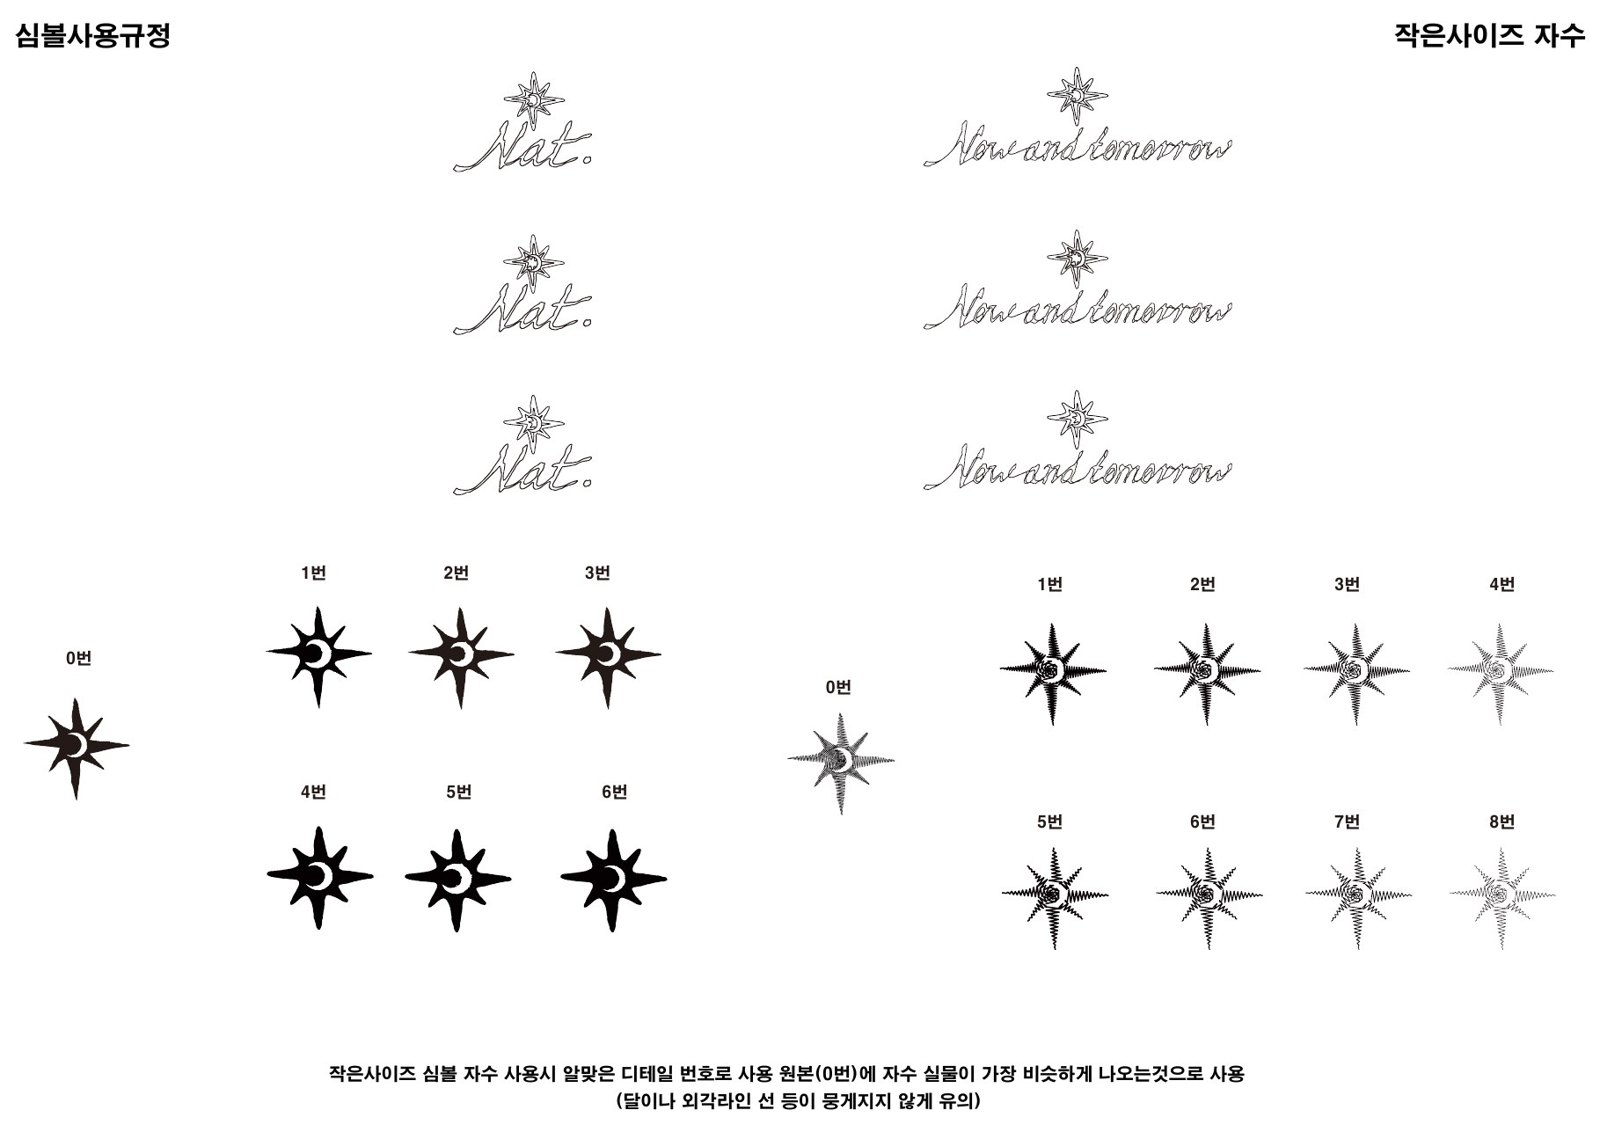 심볼사용규정
작은사이즈 자수
Nat.
Now and tomorrow
Nat.
Now and tomorrow
Nat.
Now and tomorrow
1번 2번 3번
1번 2번 3번 4번
0번
0번
4번 5번 6번
5번 6번 7번 8번
작은사이즈 심볼 자수 사용시 알맞은 디테일 번호로 사용 원본(0번)에 자수 실물이 가장 비슷하게 나오는것으로 사용
(달이나 외각라인 선 등이 뭉게지지 않게 유의)